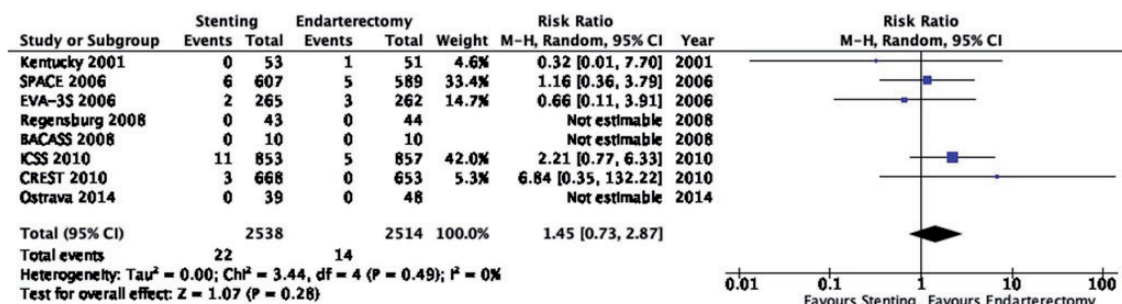 Stenting Endarterectomy Risk Ratio Risk Ratio
Study or Subgroup Events Total Events Total Weight M-H, Random, 95% CI Year M-H, Random, 95% CI
Kentucky 2001 0 53 1 51 4.6% 0.32 [0.01, 7.70] 2001
SPACE 2006 6 607 5 589 33.4% 1.16 [0.36, 3.79] 2006
EVA-3S 2006 2 265 3 262 14.7% 0.66 [0.11, 3.91] 2006
Regensburg 2008 0 43 0 44 Not estimable 2008
BACASS 2008 0 10 0 10 Not estimable 2008
ICSS 2010 11 853 5 857 42.0% 2.21 [0.77, 6.33] 2010
CREST 2010 3 668 0 653 5.3% 6.84 [0.35, 132.22] 2010
Ostrava 2014 0 39 0 48 Not estimable 2014
Total (95% CI) 2538 2514 100.0% 1.45 [0.73, 2.87]
Total events 22 14
Heterogeneity: Tau² = 0.00; Chi² = 3.44, df = 4 (P = 0.49); I² = 0%
Test for overall effect: Z = 1.07 (P = 0.28)
0.01 0.1 1 10 100
Favours Stenting Favours Endarterectomy